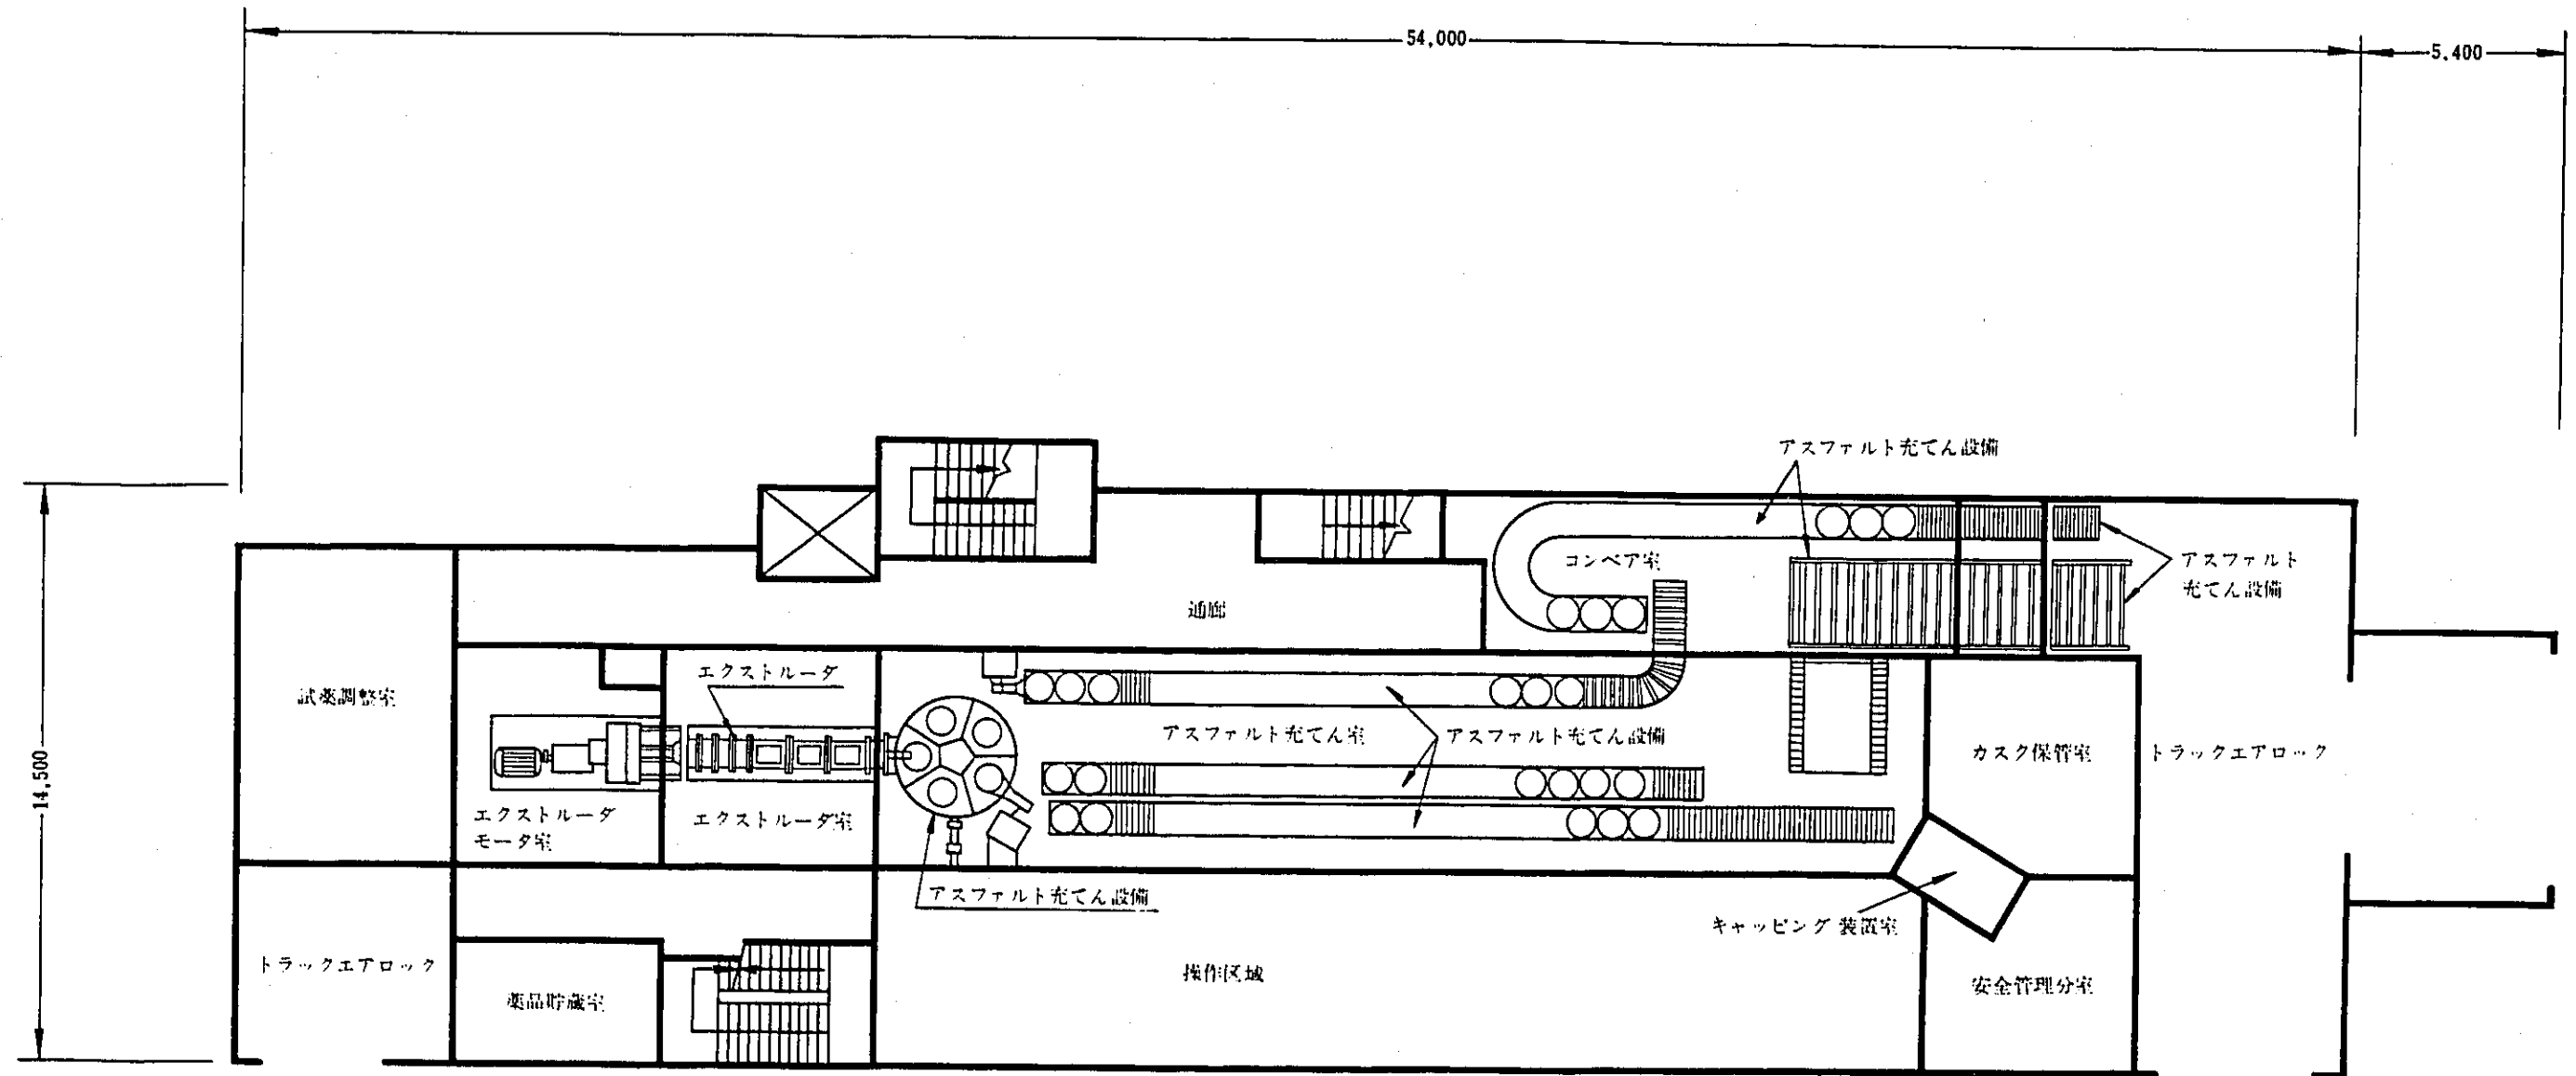 54,000
5,400
アスファルト充てん設備
アスファルト
充てん設備
コンベア室
通廊
エクストルーダ
試薬調整室
アスファルト充てん室
アスファルト充てん設備
カスク保管室
トラックエアロック
14,500
エクストルーダ
モータ室
エクストルーダ室
アスファルト充てん設備
キャッピング装置室
トラックエアロック
薬品貯蔵室
操作区域
安全管理分室